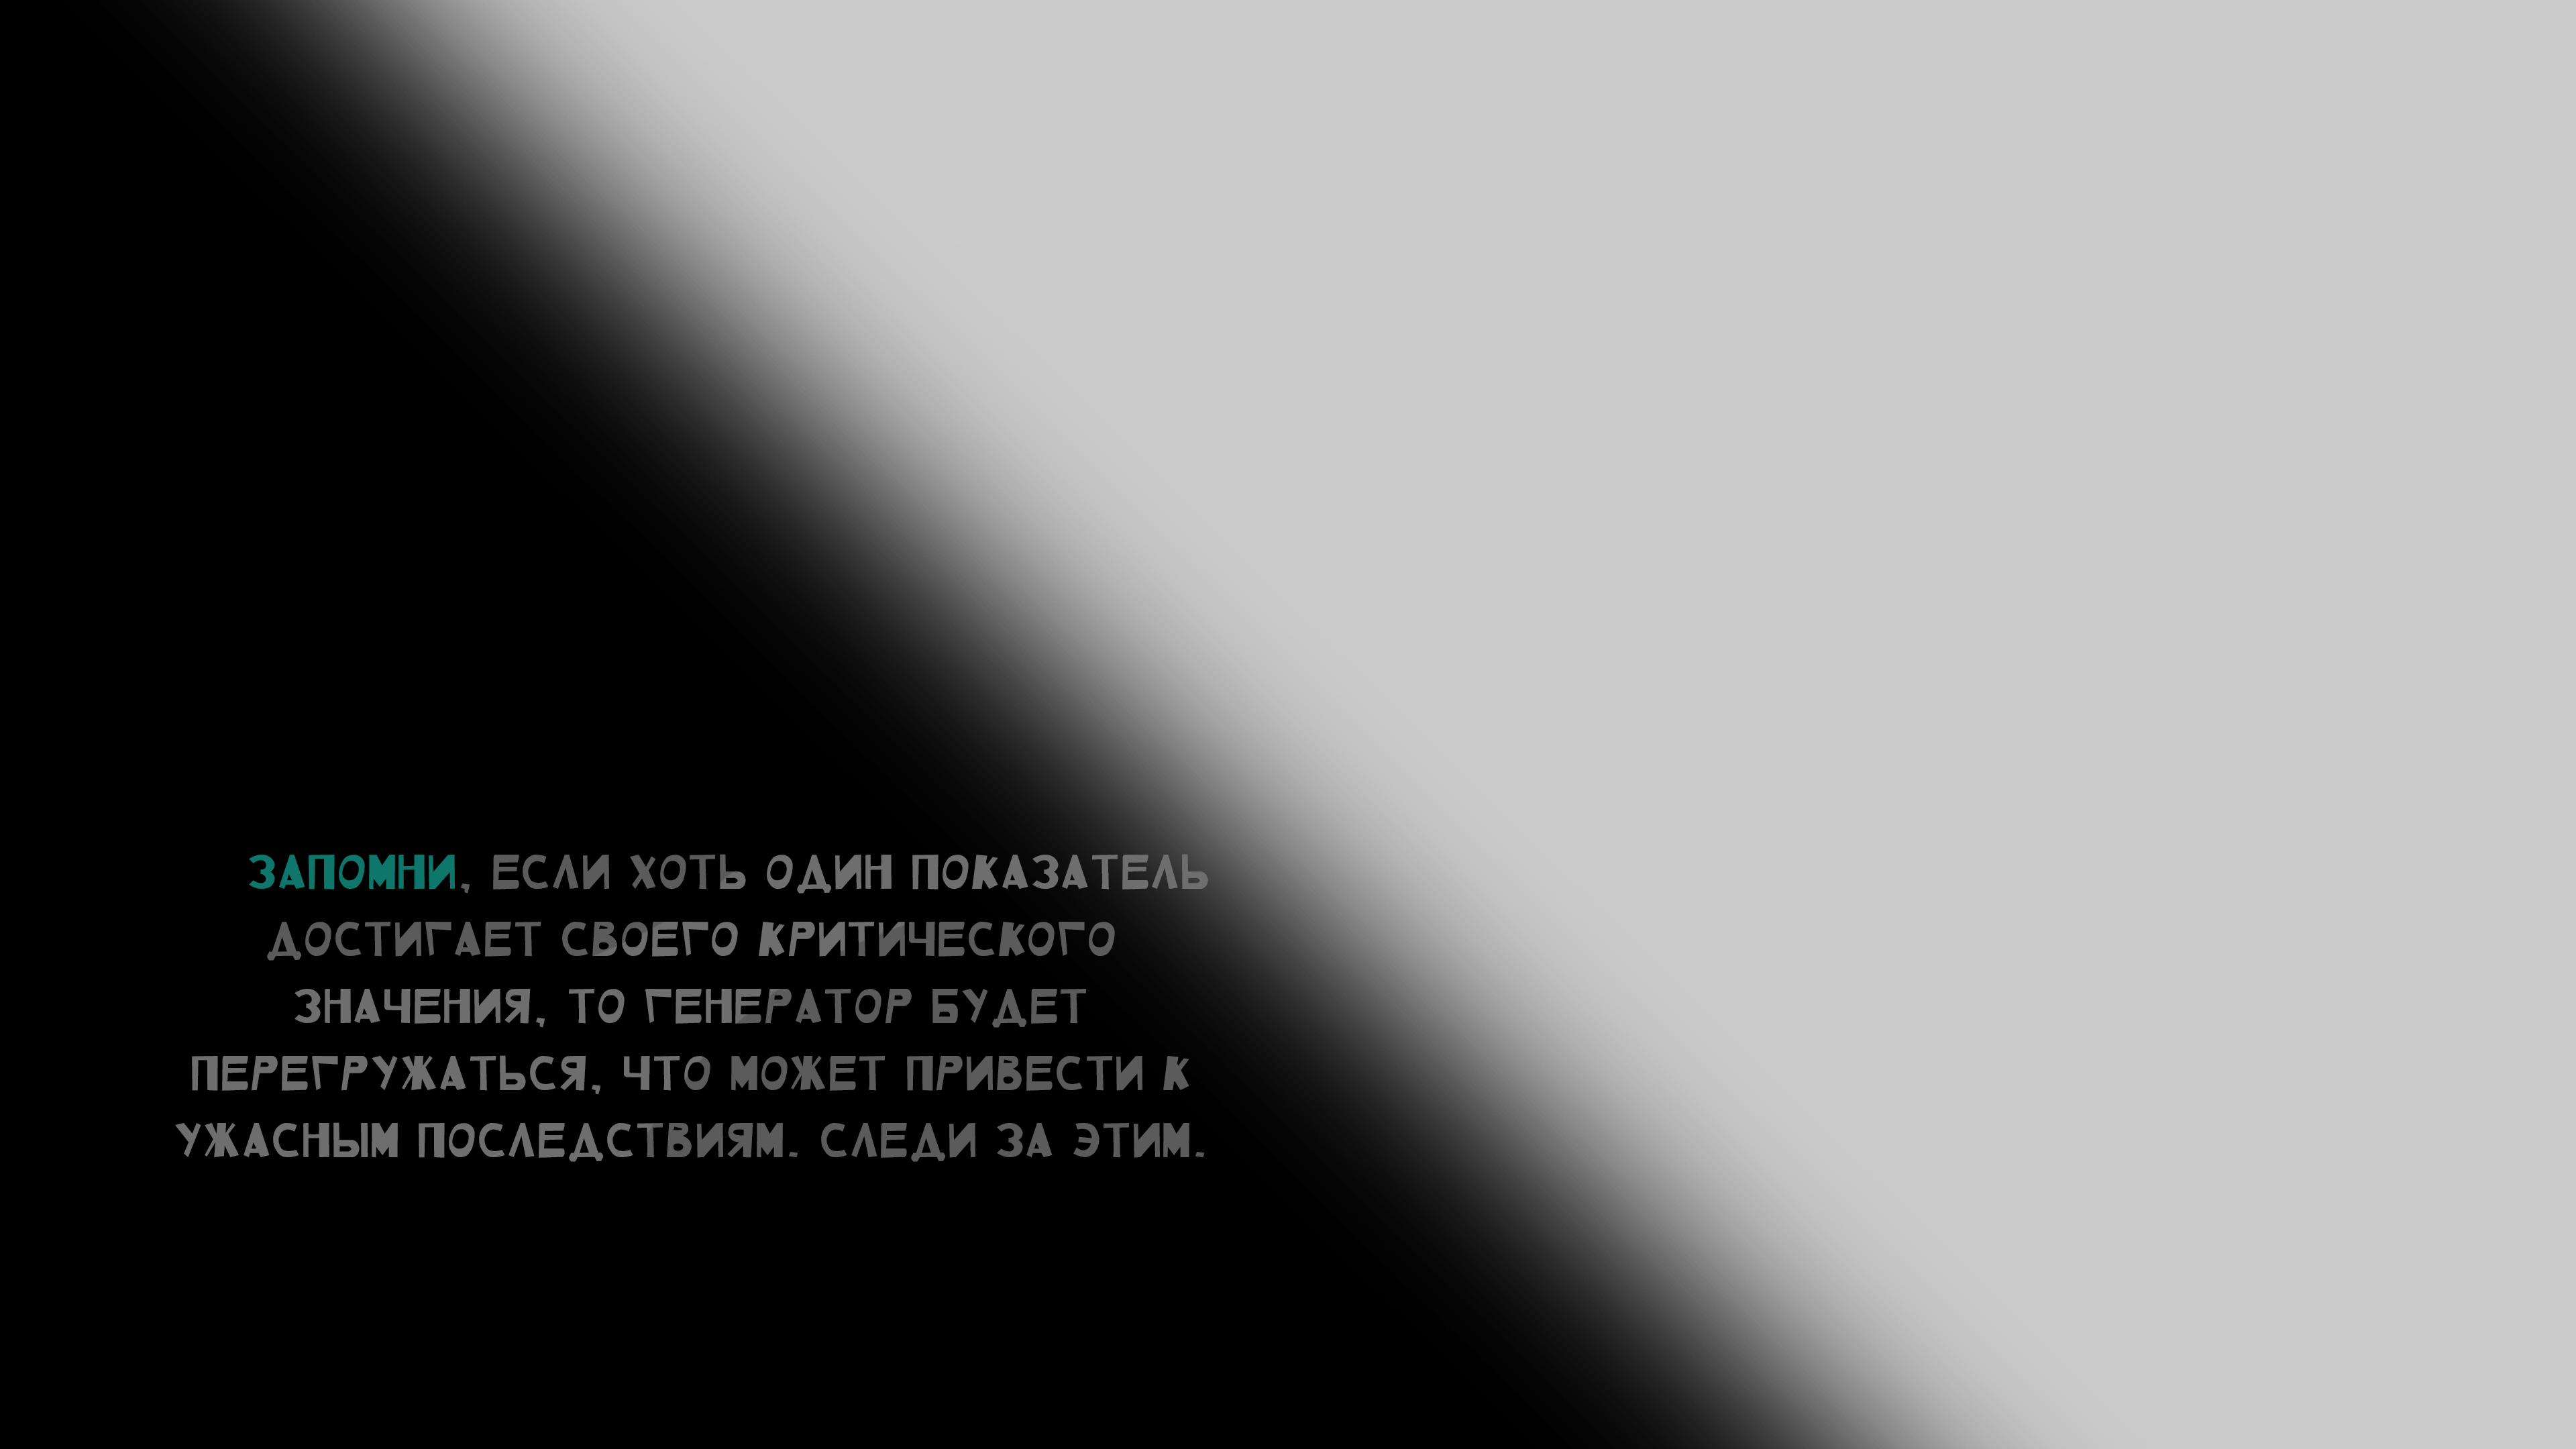 ЗАПОМНИ, ЕСЛИ ХОТЬ ОДИН ПОКАЗАТЕЛЬ
ДОСТИГАЕТ СВОЕГО КРИТИЧЕСКОГО
ЗНАЧЕНИЯ, ТО ГЕНЕРАТОР БУДЕТ
ПЕРЕГРУЖАТЬСЯ, ЧТО МОЖЕТ ПРИВЕСТИ К
УЖАСНЫМ ПОСЛЕДСТВИЯМ. СЛЕДИ ЗА ЭТИМ.